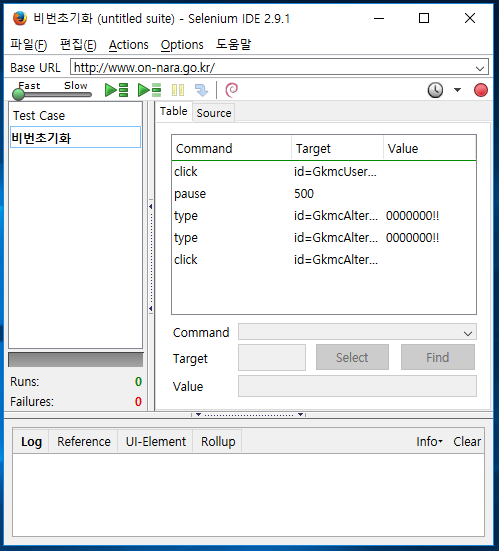 비번초기화 (untitled suite) - Selenium IDE 2.9.1
파일(F) 편집(E) Actions Options 도움말
Base URL http://www.on-nara.go.kr/
Fast Slow
Table Source
Test Case
비번초기화
Command Target Value
click id=GkmcUser...
pause 500
type id=GkmcAlter... 0000000!!
type id=GkmcAlter... 0000000!!
click id=GkmcAlter...
Command
Target Select Find
Value
Runs: 0
Failures: 0
Log Reference UI-Element Rollup Info Clear